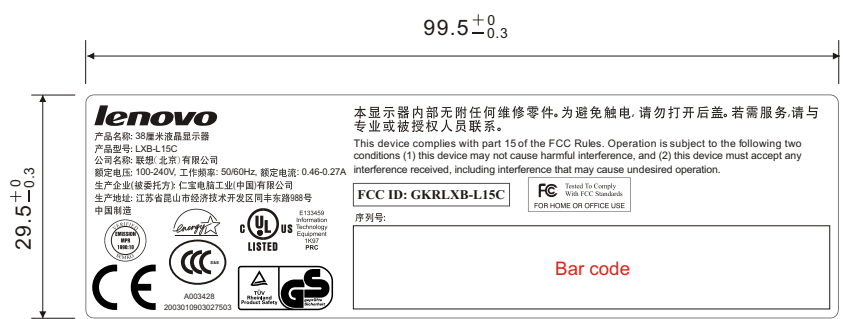 99.5 +0 -0.3
29.5 +0 -0.3
lenovo
产品名称: 38厘米液晶显示器
产品型号: LXB-L15C
公司名称: 联想(北京)有限公司
额定电压: 100-240V, 工作频率: 50/60Hz, 额定电流: 0.46-0.27A
生产企业(被委托方): 仁宝电脑工业(中国)有限公司
生产地址: 江苏省昆山市经济技术开发区同丰东路988号
中国制造
本显示器内部无附任何维修零件。为避免触电,请勿打开后盖。若需服务,请与
专业或被授权人员联系。
This device complies with part 15 of the FCC Rules. Operation is subject to the following two
conditions (1) this device may not cause harmful interference, and (2) this device must accept any
interference received, including interference that may cause undesired operation.
FCC ID: GKRLXB-L15C
FC
Tested To Comply
With FCC Standards
FOR HOME OR OFFICE USE
序列号:
Bar code
EMISSION
MPR
1990:10
energy
C UL US
LISTED
E133459
Information
Technology
Equipment
1K97
PRC
CCC
S&E
CE
A003428
2003010903027503
TÜV
Rheinland
Product Safety
GS
geprüfte
Sicherheit